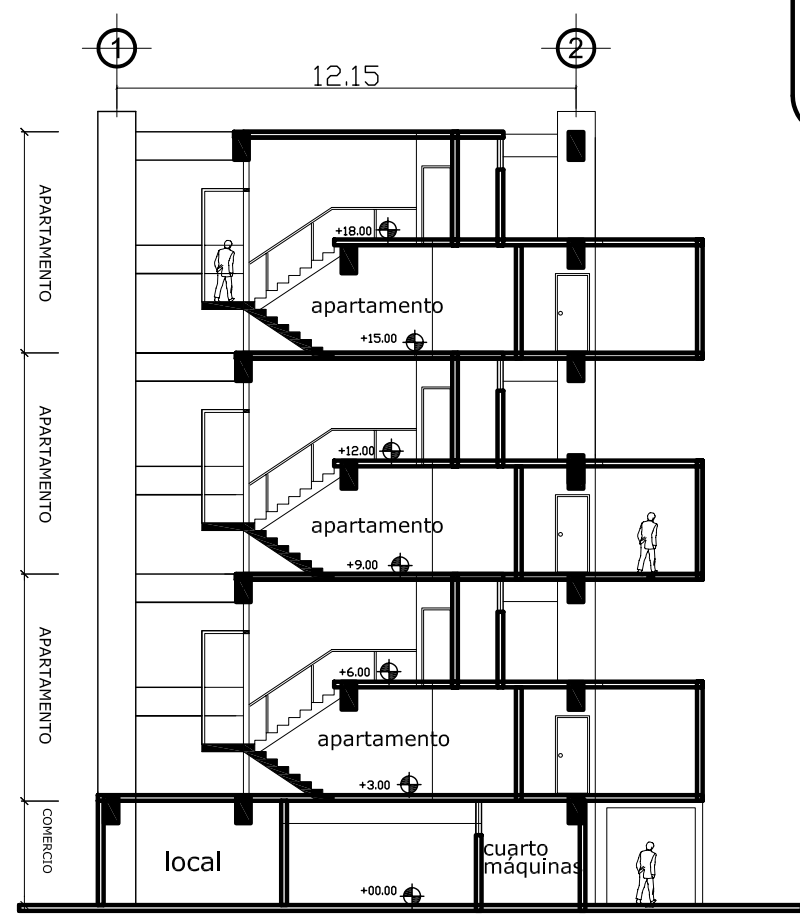 1
2
12.15
APARTAMENTO
+18.00
apartamento
+15.00
APARTAMENTO
+12.00
apartamento
+9.00
APARTAMENTO
+6.00
apartamento
+3.00
COMERCIO
local
cuarto
máquinas
+00.00